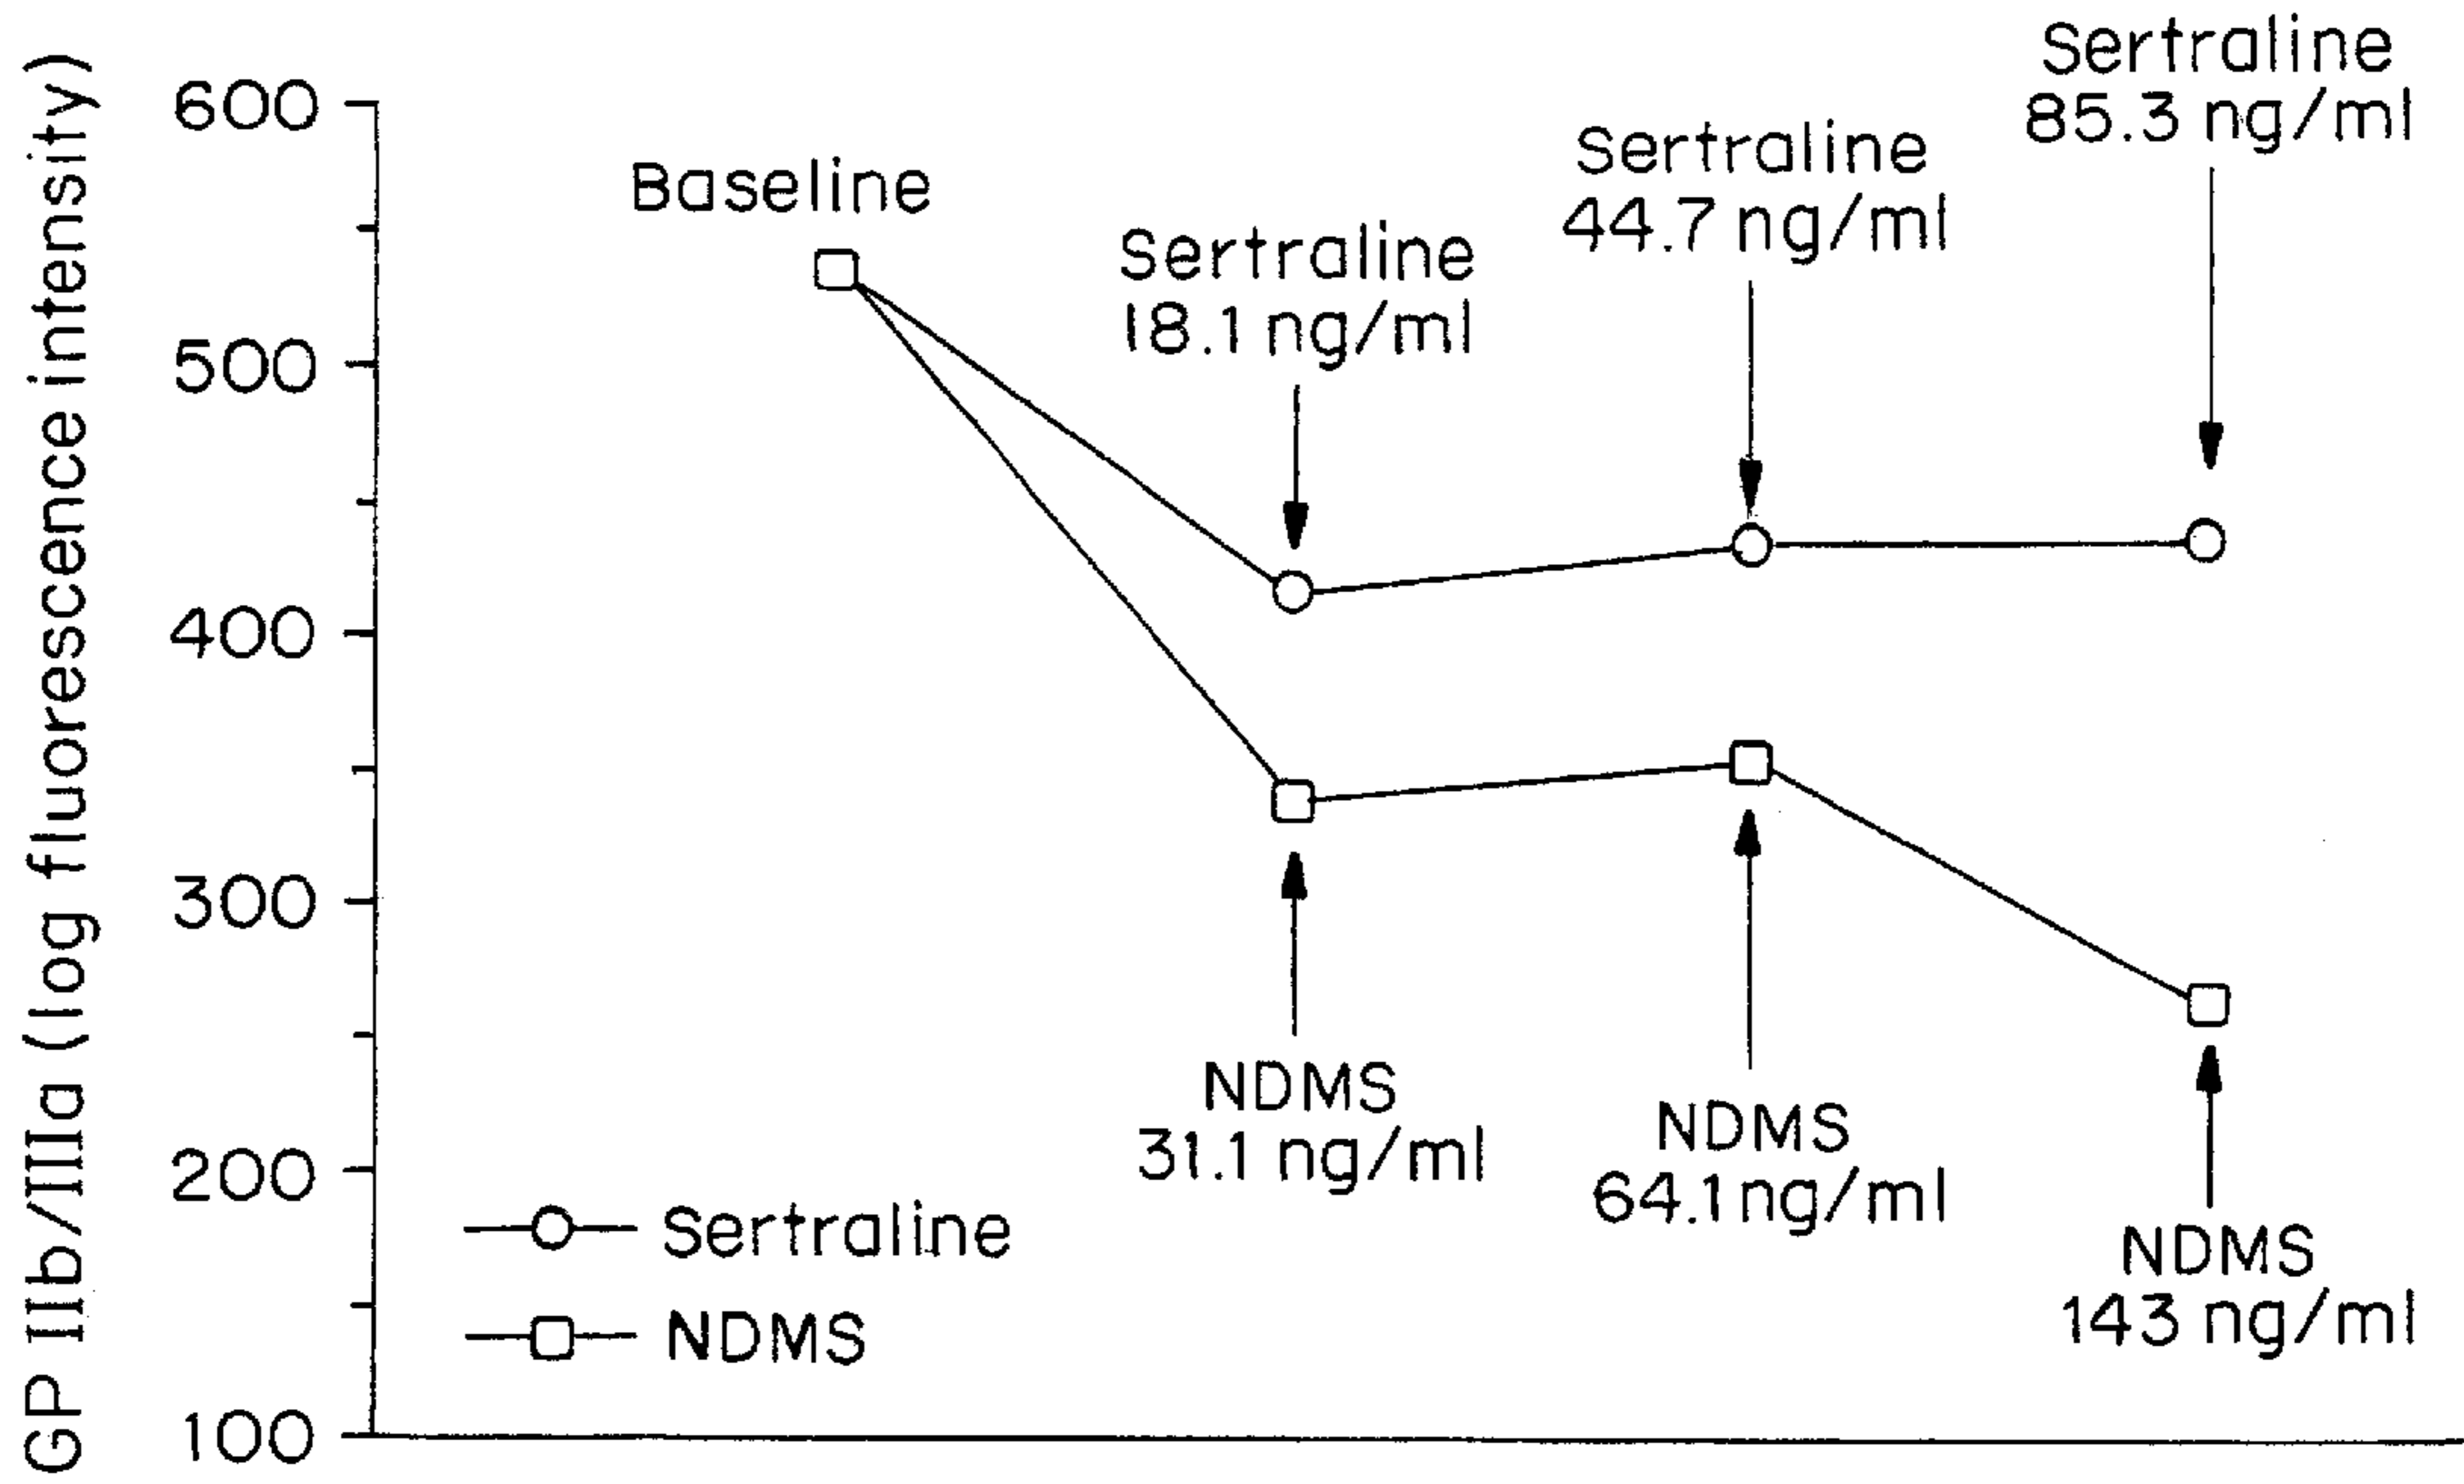 GP IIb/IIIa (log fluorescence intensity)
600
500
400
300
200
100
Baseline
Sertraline
18.1 ng/ml
Sertraline
44.7 ng/ml
Sertraline
85.3 ng/ml
NDMS
31.1 ng/ml
NDMS
64.1 ng/ml
NDMS
143 ng/ml
Sertraline
NDMS